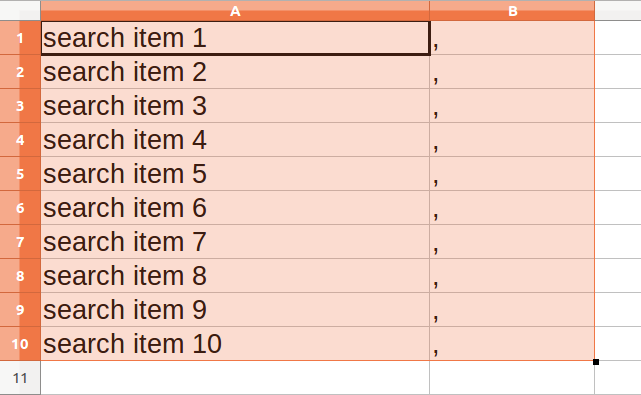 A B
1 search item 1 ,
2 search item 2 ,
3 search item 3 ,
4 search item 4 ,
5 search item 5 ,
6 search item 6 ,
7 search item 7 ,
8 search item 8 ,
9 search item 9 ,
10 search item 10 ,
11